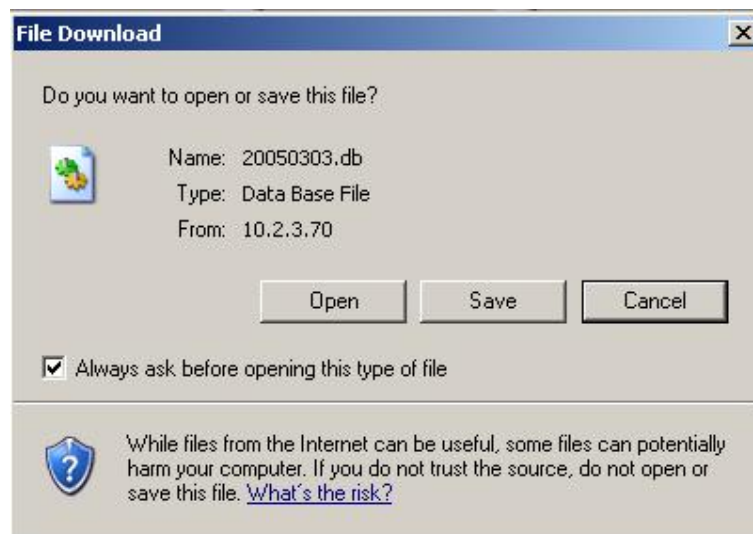 File Download
Do you want to open or save this file?
Name: 20050303.db
Type: Data Base File
From: 10.2.3.70
Open Save Cancel
Always ask before opening this type of file
While files from the Internet can be useful, some files can potentially
harm your computer. If you do not trust the source, do not open or
save this file. What's the risk?